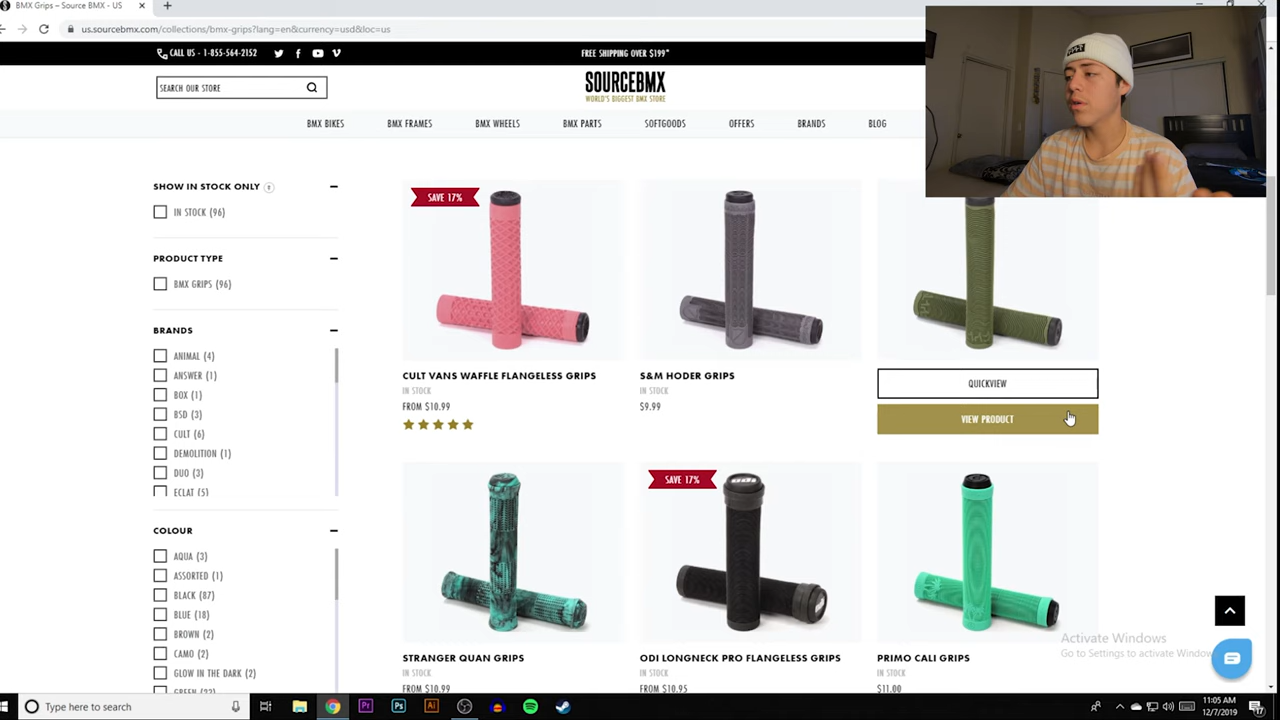 BMX Grips – Source BMX - US
us.sourcebmx.com/collections/bmx-grips?lang=en&currency=usd&loc=us
CALL US - 1-855-564-2152
FREE SHIPPING OVER $199*
SEARCH OUR STORE
SOURCEBMX
WORLD'S BIGGEST BMX STORE
BMX BIKES
BMX FRAMES
BMX WHEELS
BMX PARTS
SOFTGOODS
OFFERS
BRANDS
BLOG
SHOW IN STOCK ONLY
IN STOCK (96)
PRODUCT TYPE
BMX GRIPS (96)
BRANDS
ANIMAL (4)
ANSWER (1)
BOX (1)
BSD (3)
CULT (6)
DEMOLITION (1)
DUO (3)
ECLAT (5)
COLOUR
AQUA (3)
ASSORTED (1)
BLACK (87)
BLUE (18)
BROWN (2)
CAMO (2)
GLOW IN THE DARK (2)
GREEN (22)
SAVE 17%
CULT VANS WAFFLE FLANGELESS GRIPS
IN STOCK
FROM $10.99
S&M HODER GRIPS
IN STOCK
$9.99
QUICKVIEW
VIEW PRODUCT
STRANGER QUAN GRIPS
IN STOCK
FROM $10.99
SAVE 17%
odi
ODI LONGNECK PRO FLANGELESS GRIPS
IN STOCK
FROM $10.95
PRIMO CALI GRIPS
IN STOCK
$11.00
Activate Windows
Go to Settings to activate Windows
Type here to search
Pr
Ps
Ai
11:05 AM
12/7/2019
17